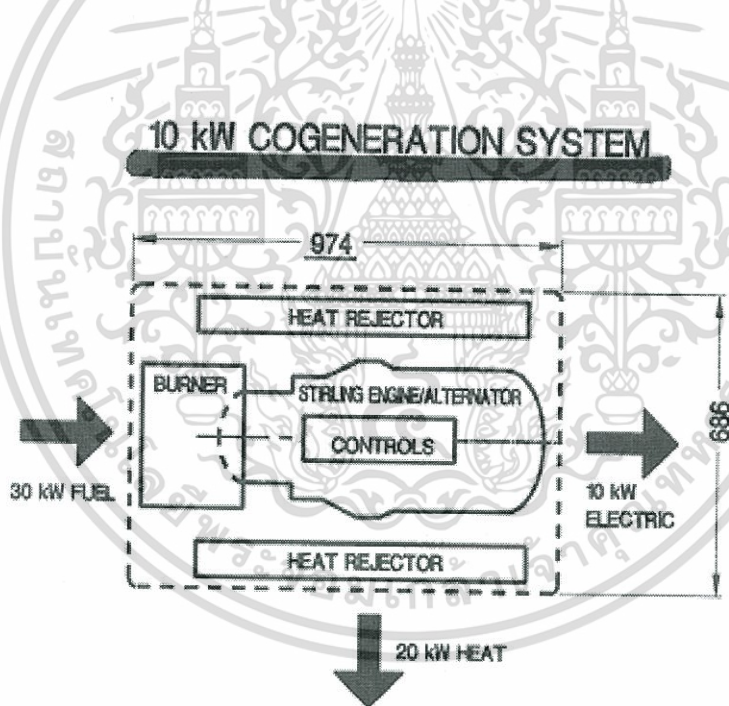 10 kW COGENERATION SYSTEM
974
HEAT REJECTOR
BURNER
STIRLING ENGINE/ALTERNATOR
CONTROLS
686
30 kW FUEL
10 kW
ELECTRIC
HEAT REJECTOR
20 kW HEAT